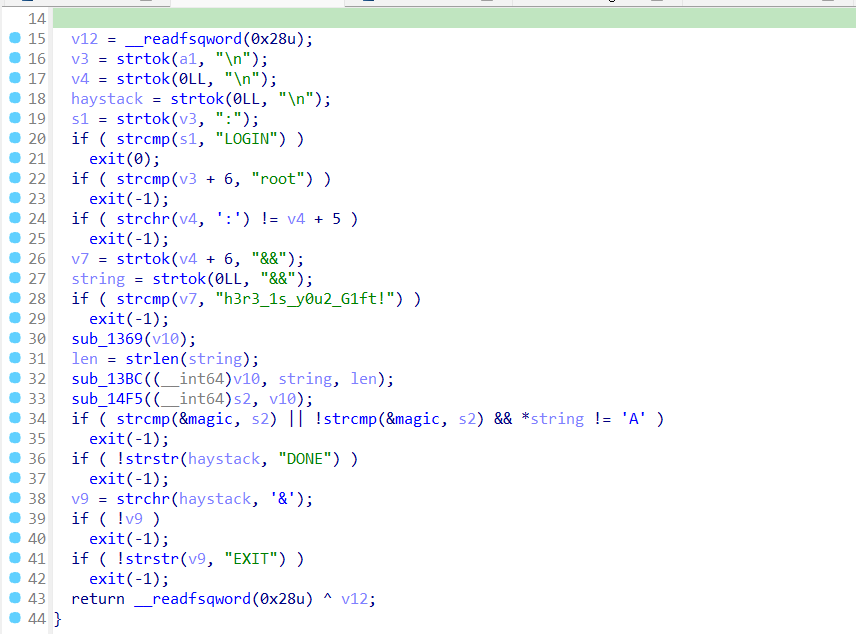 14
15 v12 = __readfsqword(0x28u);
16 v3 = strtok(a1, "\n");
17 v4 = strtok(0LL, "\n");
18 haystack = strtok(0LL, "\n");
19 s1 = strtok(v3, ":");
20 if ( strcmp(s1, "LOGIN") )
21 exit(0);
22 if ( strcmp(v3 + 6, "root") )
23 exit(-1);
24 if ( strchr(v4, ':') != v4 + 5 )
25 exit(-1);
26 v7 = strtok(v4 + 6, "&&");
27 string = strtok(0LL, "&&");
28 if ( strcmp(v7, "h3r3_1s_y0u2_G1ft!") )
29 exit(-1);
30 sub_1369(v10);
31 len = strlen(string);
32 sub_13BC((__int64)v10, string, len);
33 sub_14F5((__int64)s2, v10);
34 if ( strcmp(&magic, s2) || !strcmp(&magic, s2) && *string != 'A' )
35 exit(-1);
36 if ( !strstr(haystack, "DONE") )
37 exit(-1);
38 v9 = strchr(haystack, '&');
39 if ( !v9 )
40 exit(-1);
41 if ( !strstr(v9, "EXIT") )
42 exit(-1);
43 return __readfsqword(0x28u) ^ v12;
44 }